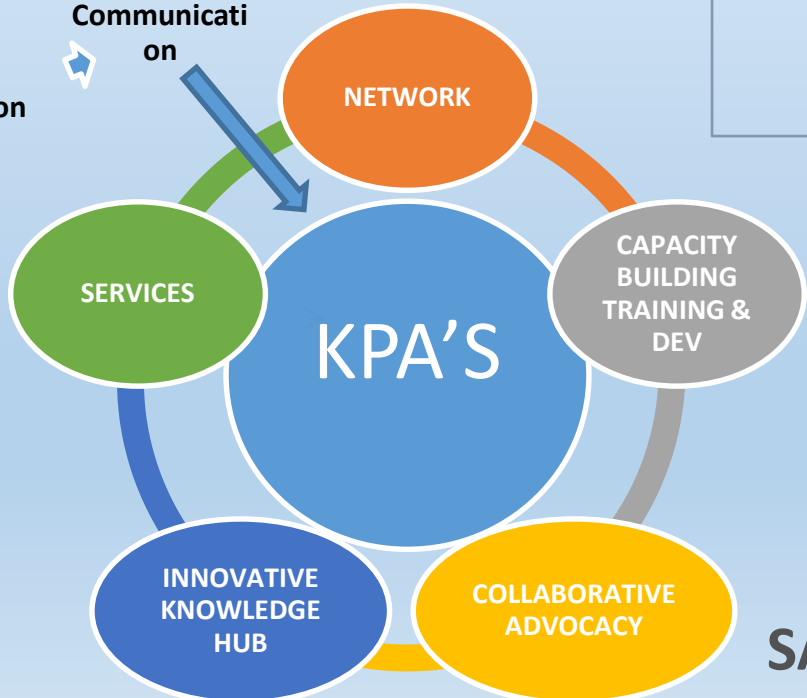 Communicati
on
on
NETWORK
SERVICES
CAPACITY
BUILDING
TRAINING &
DEV
KPA’S
INNOVATIVE
KNOWLEDGE
HUB
COLLABORATIVE
ADVOCACY
SA